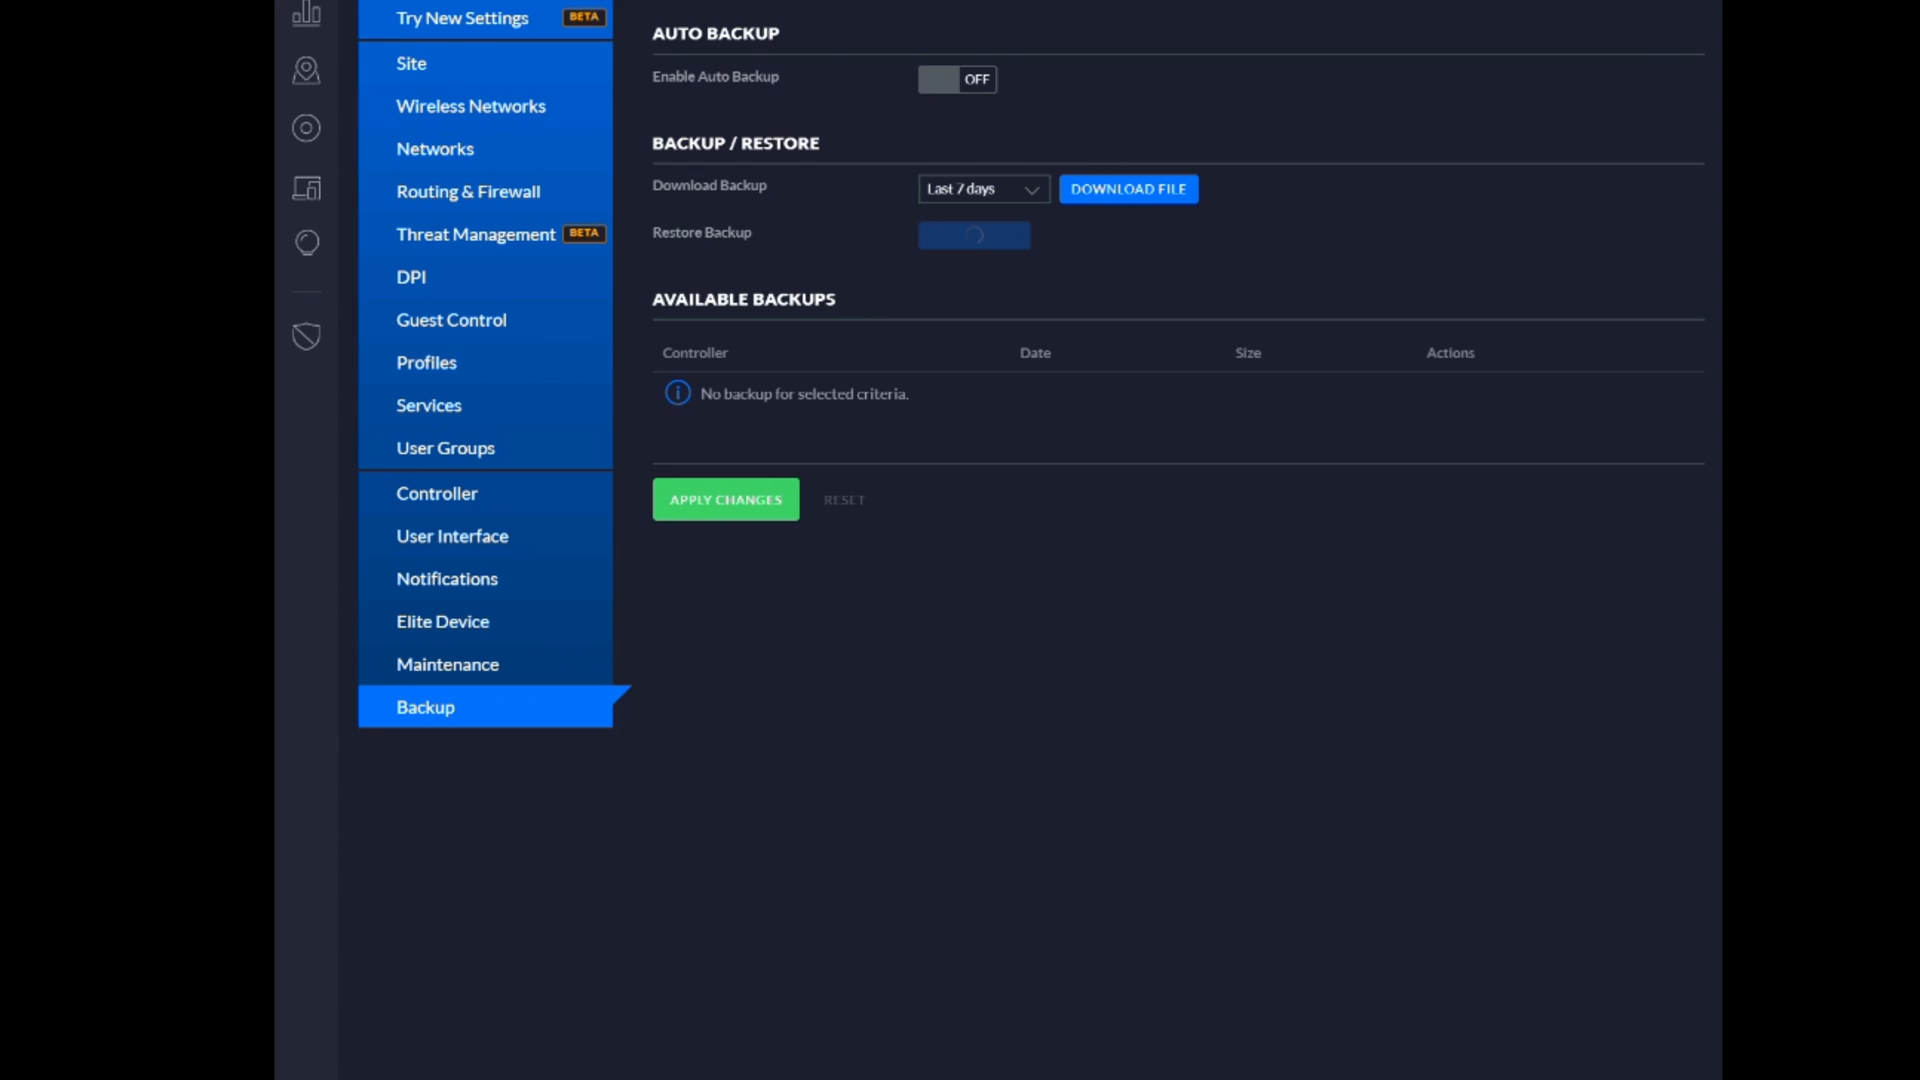 Try New Settings BETA
Site
Wireless Networks
Networks
Routing & Firewall
Threat Management BETA
DPI
Guest Control
Profiles
Services
User Groups
Controller
User Interface
Notifications
Elite Device
Maintenance
Backup
AUTO BACKUP
Enable Auto Backup OFF
BACKUP / RESTORE
Download Backup Last 7 days DOWNLOAD FILE
Restore Backup
AVAILABLE BACKUPS
Controller Date Size Actions
No backup for selected criteria.
APPLY CHANGES RESET